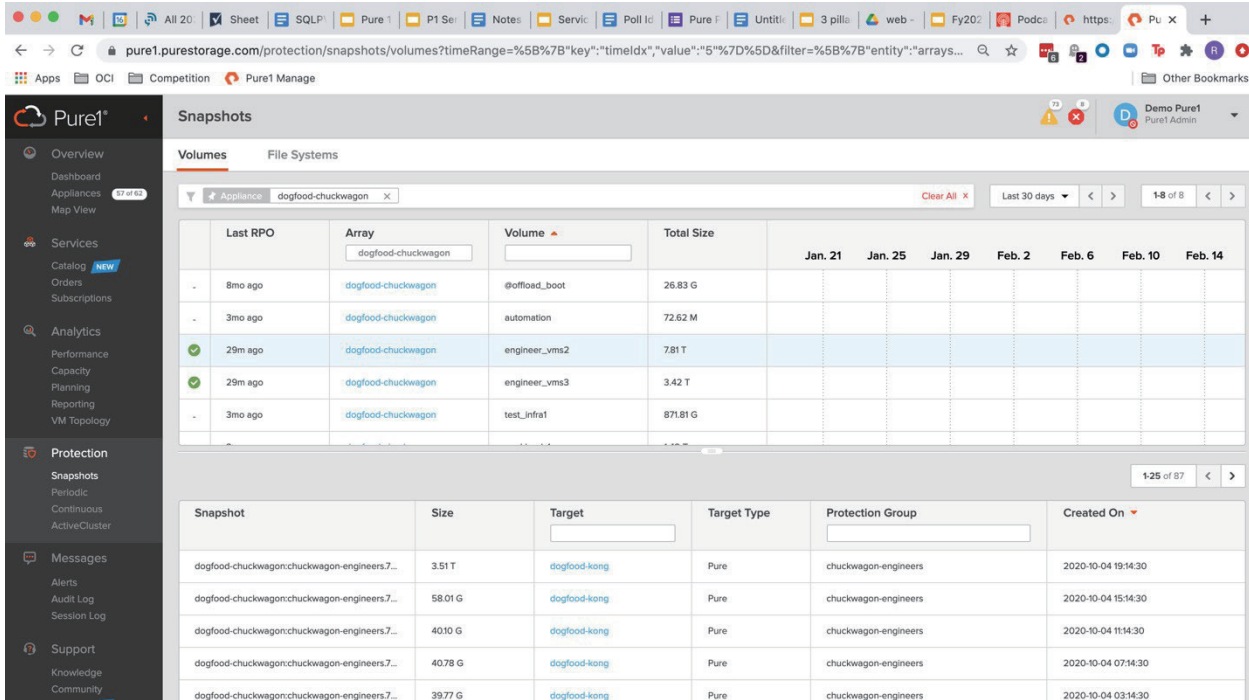 All 20
Sheet
SQLP
Pure 1
P1 Ser
Notes
Servic
Poll Id
Pure F
Untitle
3 pilla
web -
Fy202
Podca
https:
Pu
pure1.purestorage.com/protection/snapshots/volumes?timeRange=%5B%7B"key":"timeIdx","value":"5"%7D%5D&filter=%5B%7B"entity":"arrays...
6
2
Tp
R
Apps OCI Competition Pure1 Manage Other Bookmarks
Pure1®
Snapshots
73 8
D
Demo Pure1
Pure1 Admin
Overview
Dashboard
Appliances 57 of 62
Map View
Services
Catalog NEW
Orders
Subscriptions
Analytics
Performance
Capacity
Planning
Reporting
VM Topology
Protection
Snapshots
Periodic
Continuous
ActiveCluster
Messages
Alerts
Audit Log
Session Log
Support
Knowledge
Community
Volumes File Systems
Appliance dogfood-chuckwagon Clear All X Last 30 days 1-8 of 8
Last RPO Array Volume Total Size
dogfood-chuckwagon
Jan. 21 Jan. 25 Jan. 29 Feb. 2 Feb. 6 Feb. 10 Feb. 14
- 8mo ago dogfood-chuckwagon @offload_boot 26.83 G
- 3mo ago dogfood-chuckwagon automation 72.62 M
29m ago dogfood-chuckwagon engineer_vms2 7.81 T
29m ago dogfood-chuckwagon engineer_vms3 3.42 T
- 3mo ago dogfood-chuckwagon test_infra1 871.81 G
1-25 of 87
Snapshot Size Target Target Type Protection Group Created On
dogfood-chuckwagon:chuckwagon-engineers.7... 3.51 T dogfood-kong Pure chuckwagon-engineers 2020-10-04 19:14:30
dogfood-chuckwagon:chuckwagon-engineers.7... 58.01 G dogfood-kong Pure chuckwagon-engineers 2020-10-04 15:14:30
dogfood-chuckwagon:chuckwagon-engineers.7... 40.10 G dogfood-kong Pure chuckwagon-engineers 2020-10-04 11:14:30
dogfood-chuckwagon:chuckwagon-engineers.7... 40.78 G dogfood-kong Pure chuckwagon-engineers 2020-10-04 07:14:30
dogfood-chuckwagon:chuckwagon-engineers.7... 39.77 G dogfood-kong Pure chuckwagon-engineers 2020-10-04 03:14:30